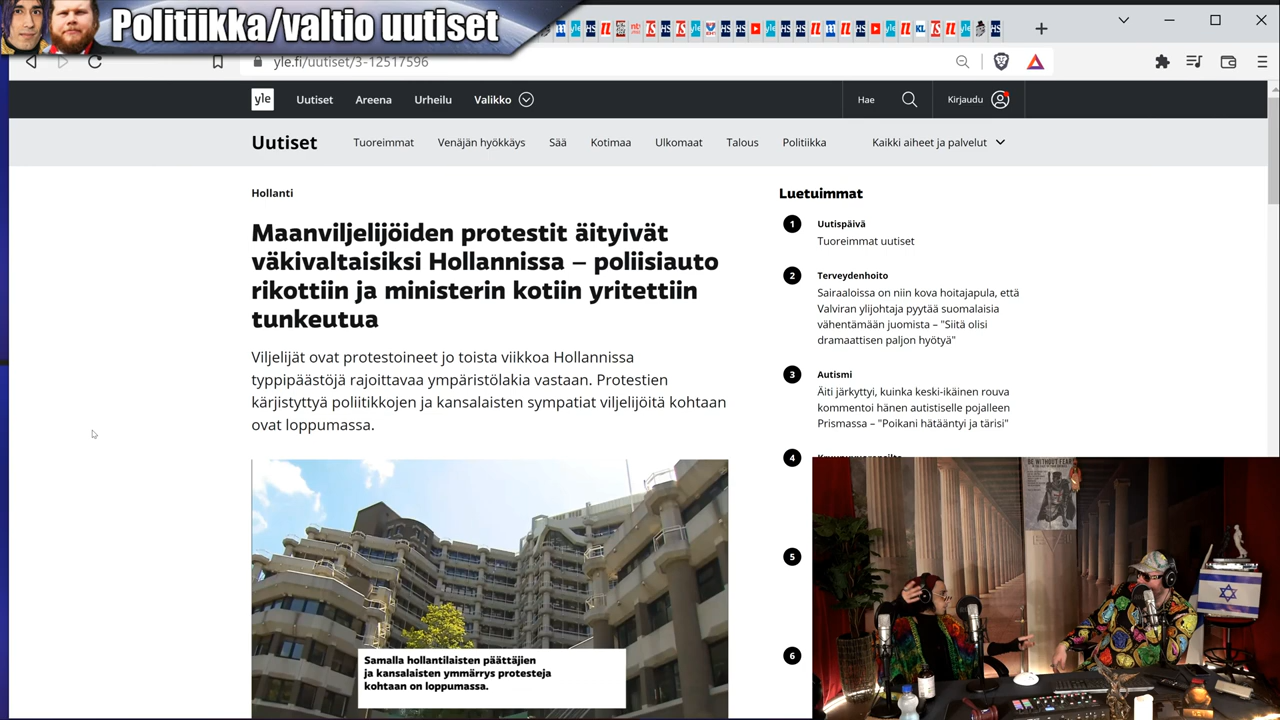 Politiikka/valtio uutiset
yle.fi/uutiset/3-12517596
yle Uutiset Areena Urheilu Valikko Hae Kirjaudu
Uutiset Tuoreimmat Venäjän hyökkäys Sää Kotimaa Ulkomaat Talous Politiikka Kaikki aiheet ja palvelut
Hollanti
Maanviljelijöiden protestit äityivät
väkivaltaisiksi Hollannissa – poliisiauto
rikottiin ja ministerin kotiin yritettiin
tunkeutua
Viljelijät ovat protestoineet jo toista viikkoa Hollannissa
typpipäästöjä rajoittavaa ympäristölakia vastaan. Protestien
kärjistyttyä poliitikkojen ja kansalaisten sympatiat viljelijöitä kohtaan
ovat loppumassa.
Samalla hollantilaisten päättäjien
ja kansalaisten ymmärrys protesteja
kohtaan on loppumassa.
Luetuimmat
1 Uutispäivä
Tuoreimmat uutiset
2 Terveydenhoito
Sairaaloissa on niin kova hoitajapula, että
Valviran ylijohtaja pyytää suomalaisia
vähentämään juomista – "Siitä olisi
dramaattisen paljon hyötyä"
3 Autismi
Äiti järkyttyi, kuinka keski-ikäinen rouva
kommentoi hänen autistiselle pojalleen
Prismassa – "Poikani hätääntyi ja tärisi"
4
5
6
BE WITHOUT FEAR